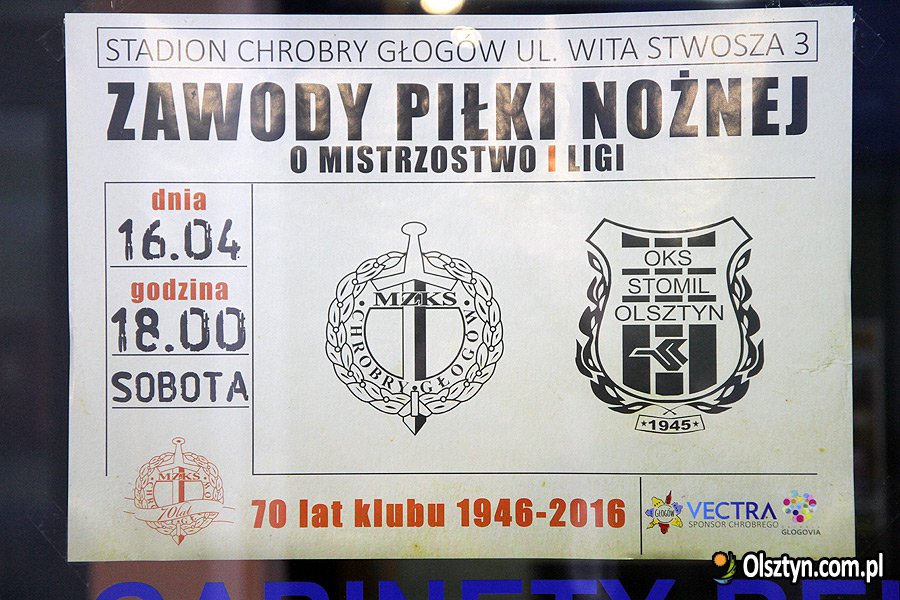 STADION CHROBRY GŁOGÓW UL. WITA STWOSZA 3
ZAWODY PIŁKI NOŻNEJ
O MISTRZOSTWO I LIGI
dnia
16.04
godzina
18.00
SOBOTA
MZKS
CHROBRY GŁOGÓW
OKS
STOMIL
OLSZTYN
1945
MZKS
70 lat
70 lat klubu 1946-2016
GŁOGÓW
VECTRA
SPONSOR CHROBREGO
GLOGOVIA
Olsztyn.com.pl
GABINETY